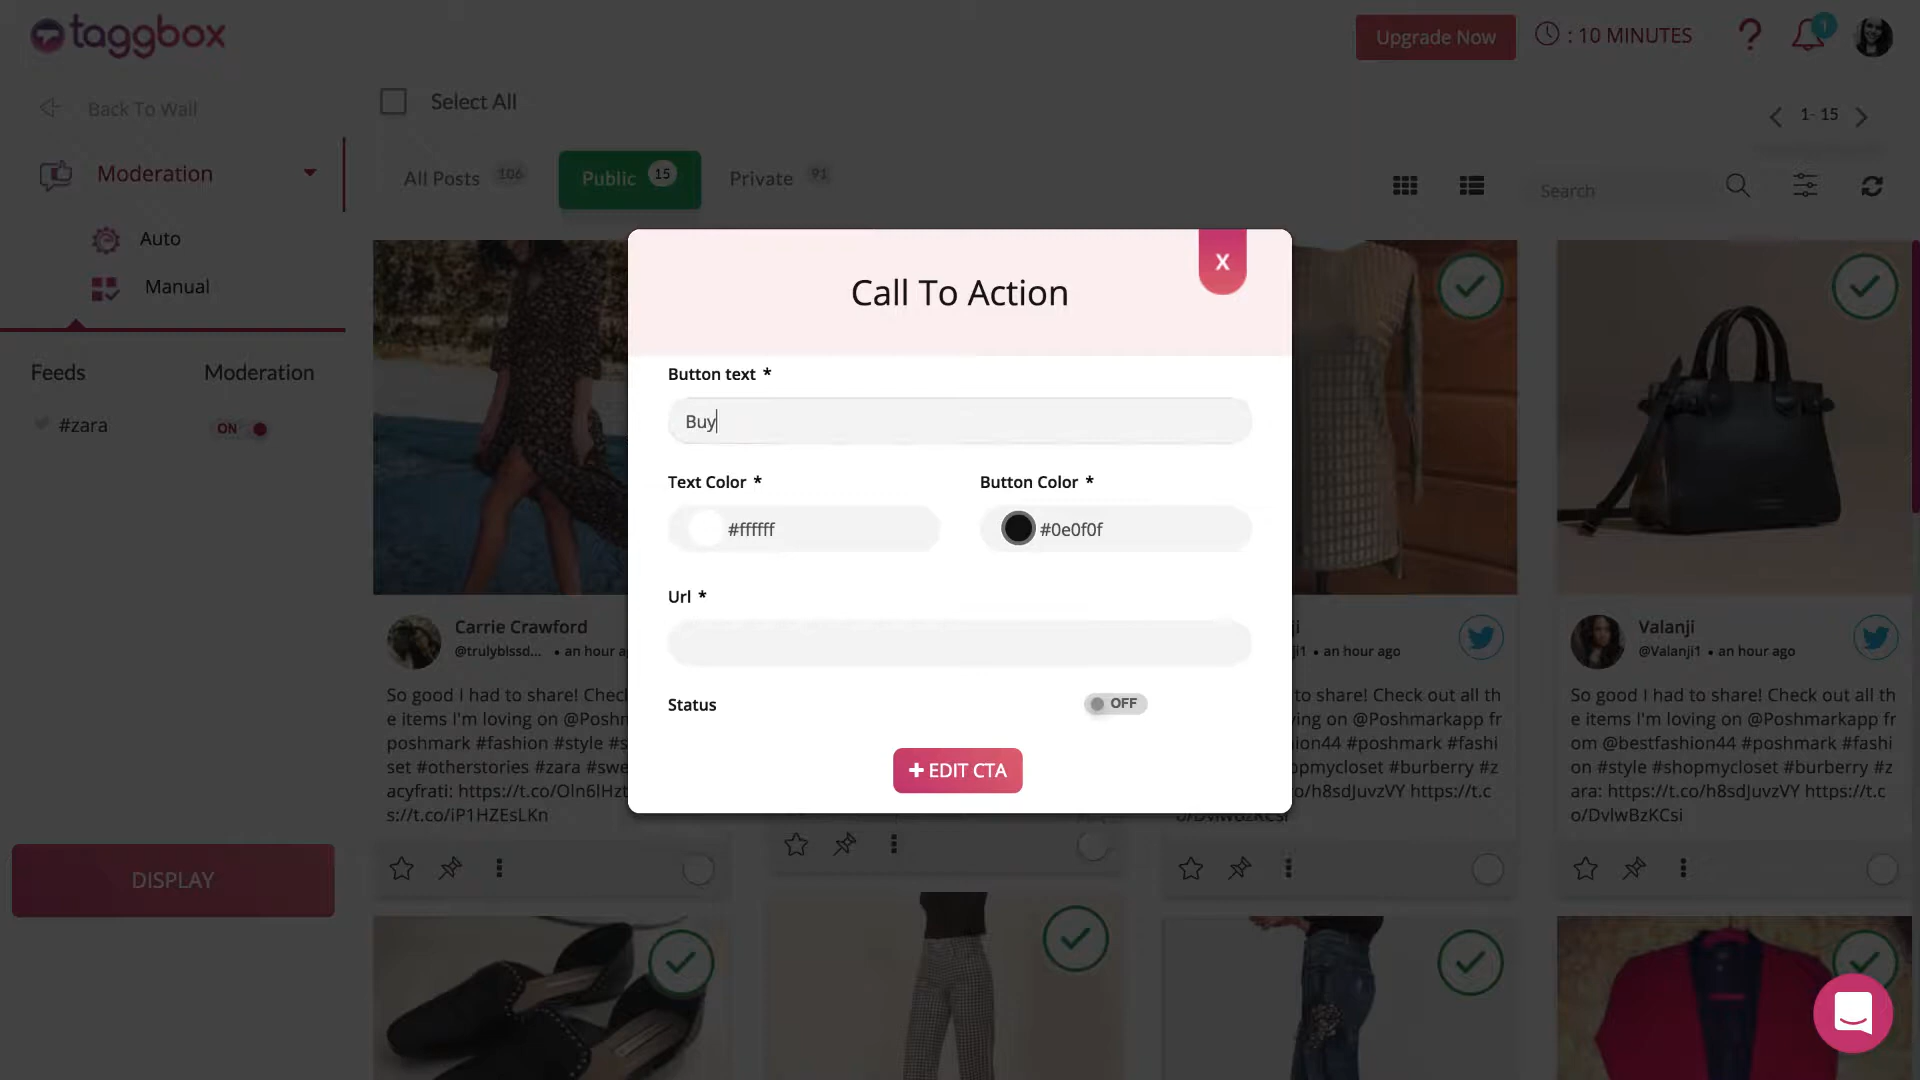 taggbox
Upgrade Now
: 10 MINUTES
1
Back To Wall
Select All
1- 15
Moderation
All Posts 106
Public 15
Private 91
Search
Auto
Manual
Feeds
Moderation
#zara
ON
DISPLAY
Call To Action
X
Button text *
Buy
Text Color *
Button Color *
#ffffff
#0e0f0f
Url *
Status
OFF
+ EDIT CTA
Carrie Crawford
@trulyblssd... • an hour a
So good I had to share! Chec
e items I'm loving on @Poshm
poshmark #fashion #style #s
set #otherstories #zara #swe
acyfrati: https://t.co/Oln6lHzt
s://t.co/iP1HZEsLKn
ji
ji1 • an hour ago
to share! Check out all th
ving on @Poshmarkapp fr
ion44 #poshmark #fashi
opmycloset #burberry #z
o/h8sdJuvzVY https://t.c
o/DvlwBzKCsi
Valanji
@Valanji1 • an hour ago
So good I had to share! Check out all th
e items I'm loving on @Poshmarkapp fr
om @bestfashion44 #poshmark #fashi
on #style #shopmycloset #burberry #z
ara: https://t.co/h8sdJuvzVY https://t.c
o/DvlwBzKCsi